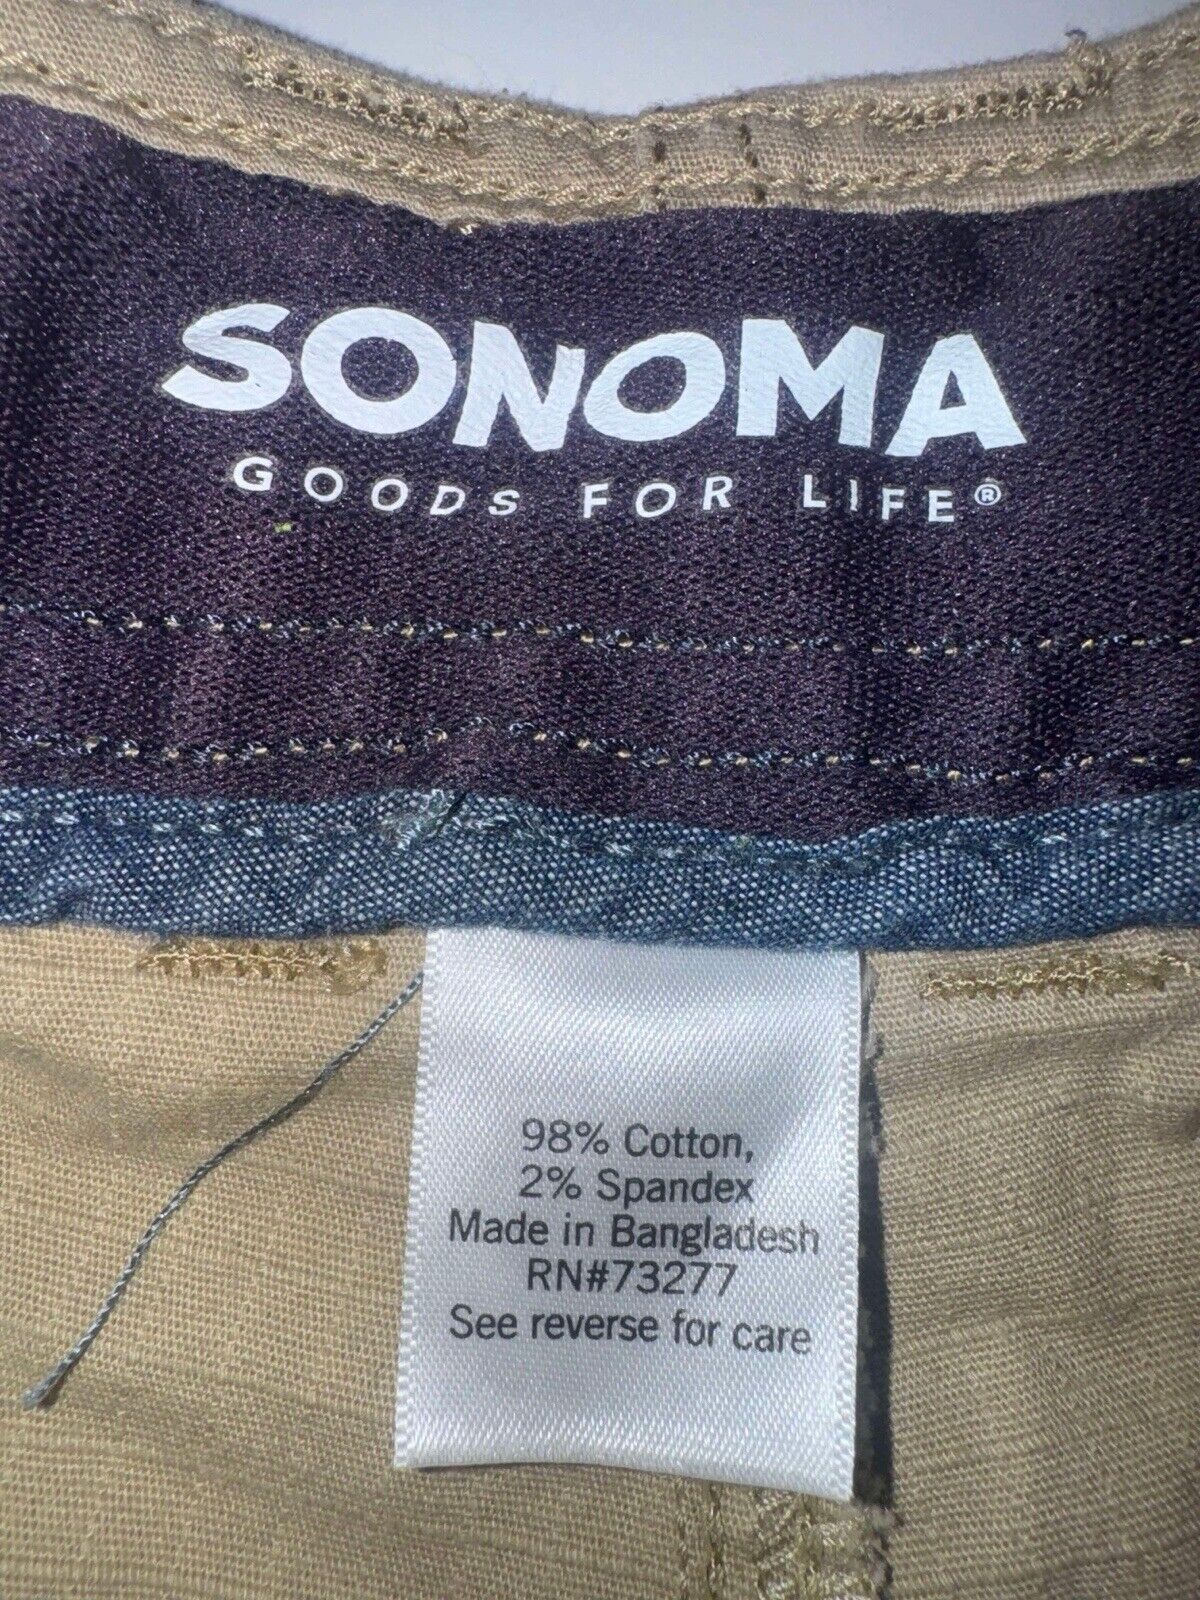 SONOMA
GOODS FOR LIFE®
98% Cotton,
2% Spandex
Made in Bangladesh
RN#73277
See reverse for care